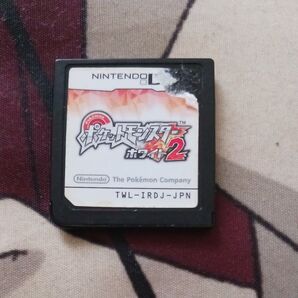 NINTENDO
ポケットモンスター
™
ホワイト2
Nintendo
The Pokémon Company
TWL-IRDJ-JPN